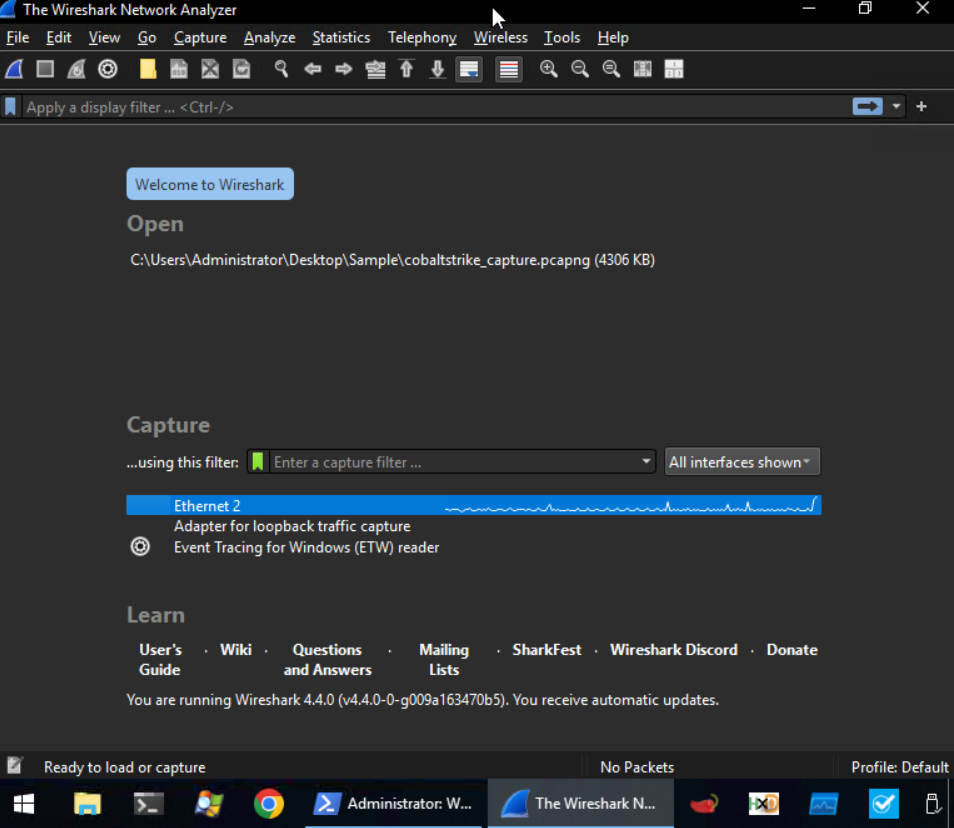 The Wireshark Network Analyzer
File Edit View Go Capture Analyze Statistics Telephony Wireless Tools Help
Apply a display filter ... <Ctrl-/>
Welcome to Wireshark
Open
C:\Users\Administrator\Desktop\Sample\cobaltstrike_capture.pcapng (4306 KB)
Capture
...using this filter: Enter a capture filter ... All interfaces shown
Ethernet 2
Adapter for loopback traffic capture
Event Tracing for Windows (ETW) reader
Learn
User's Guide · Wiki · Questions and Answers · Mailing Lists · SharkFest · Wireshark Discord · Donate
You are running Wireshark 4.4.0 (v4.4.0-0-g009a163470b5). You receive automatic updates.
Ready to load or capture No Packets Profile: Default
Administrator: W... The Wireshark N... HXD